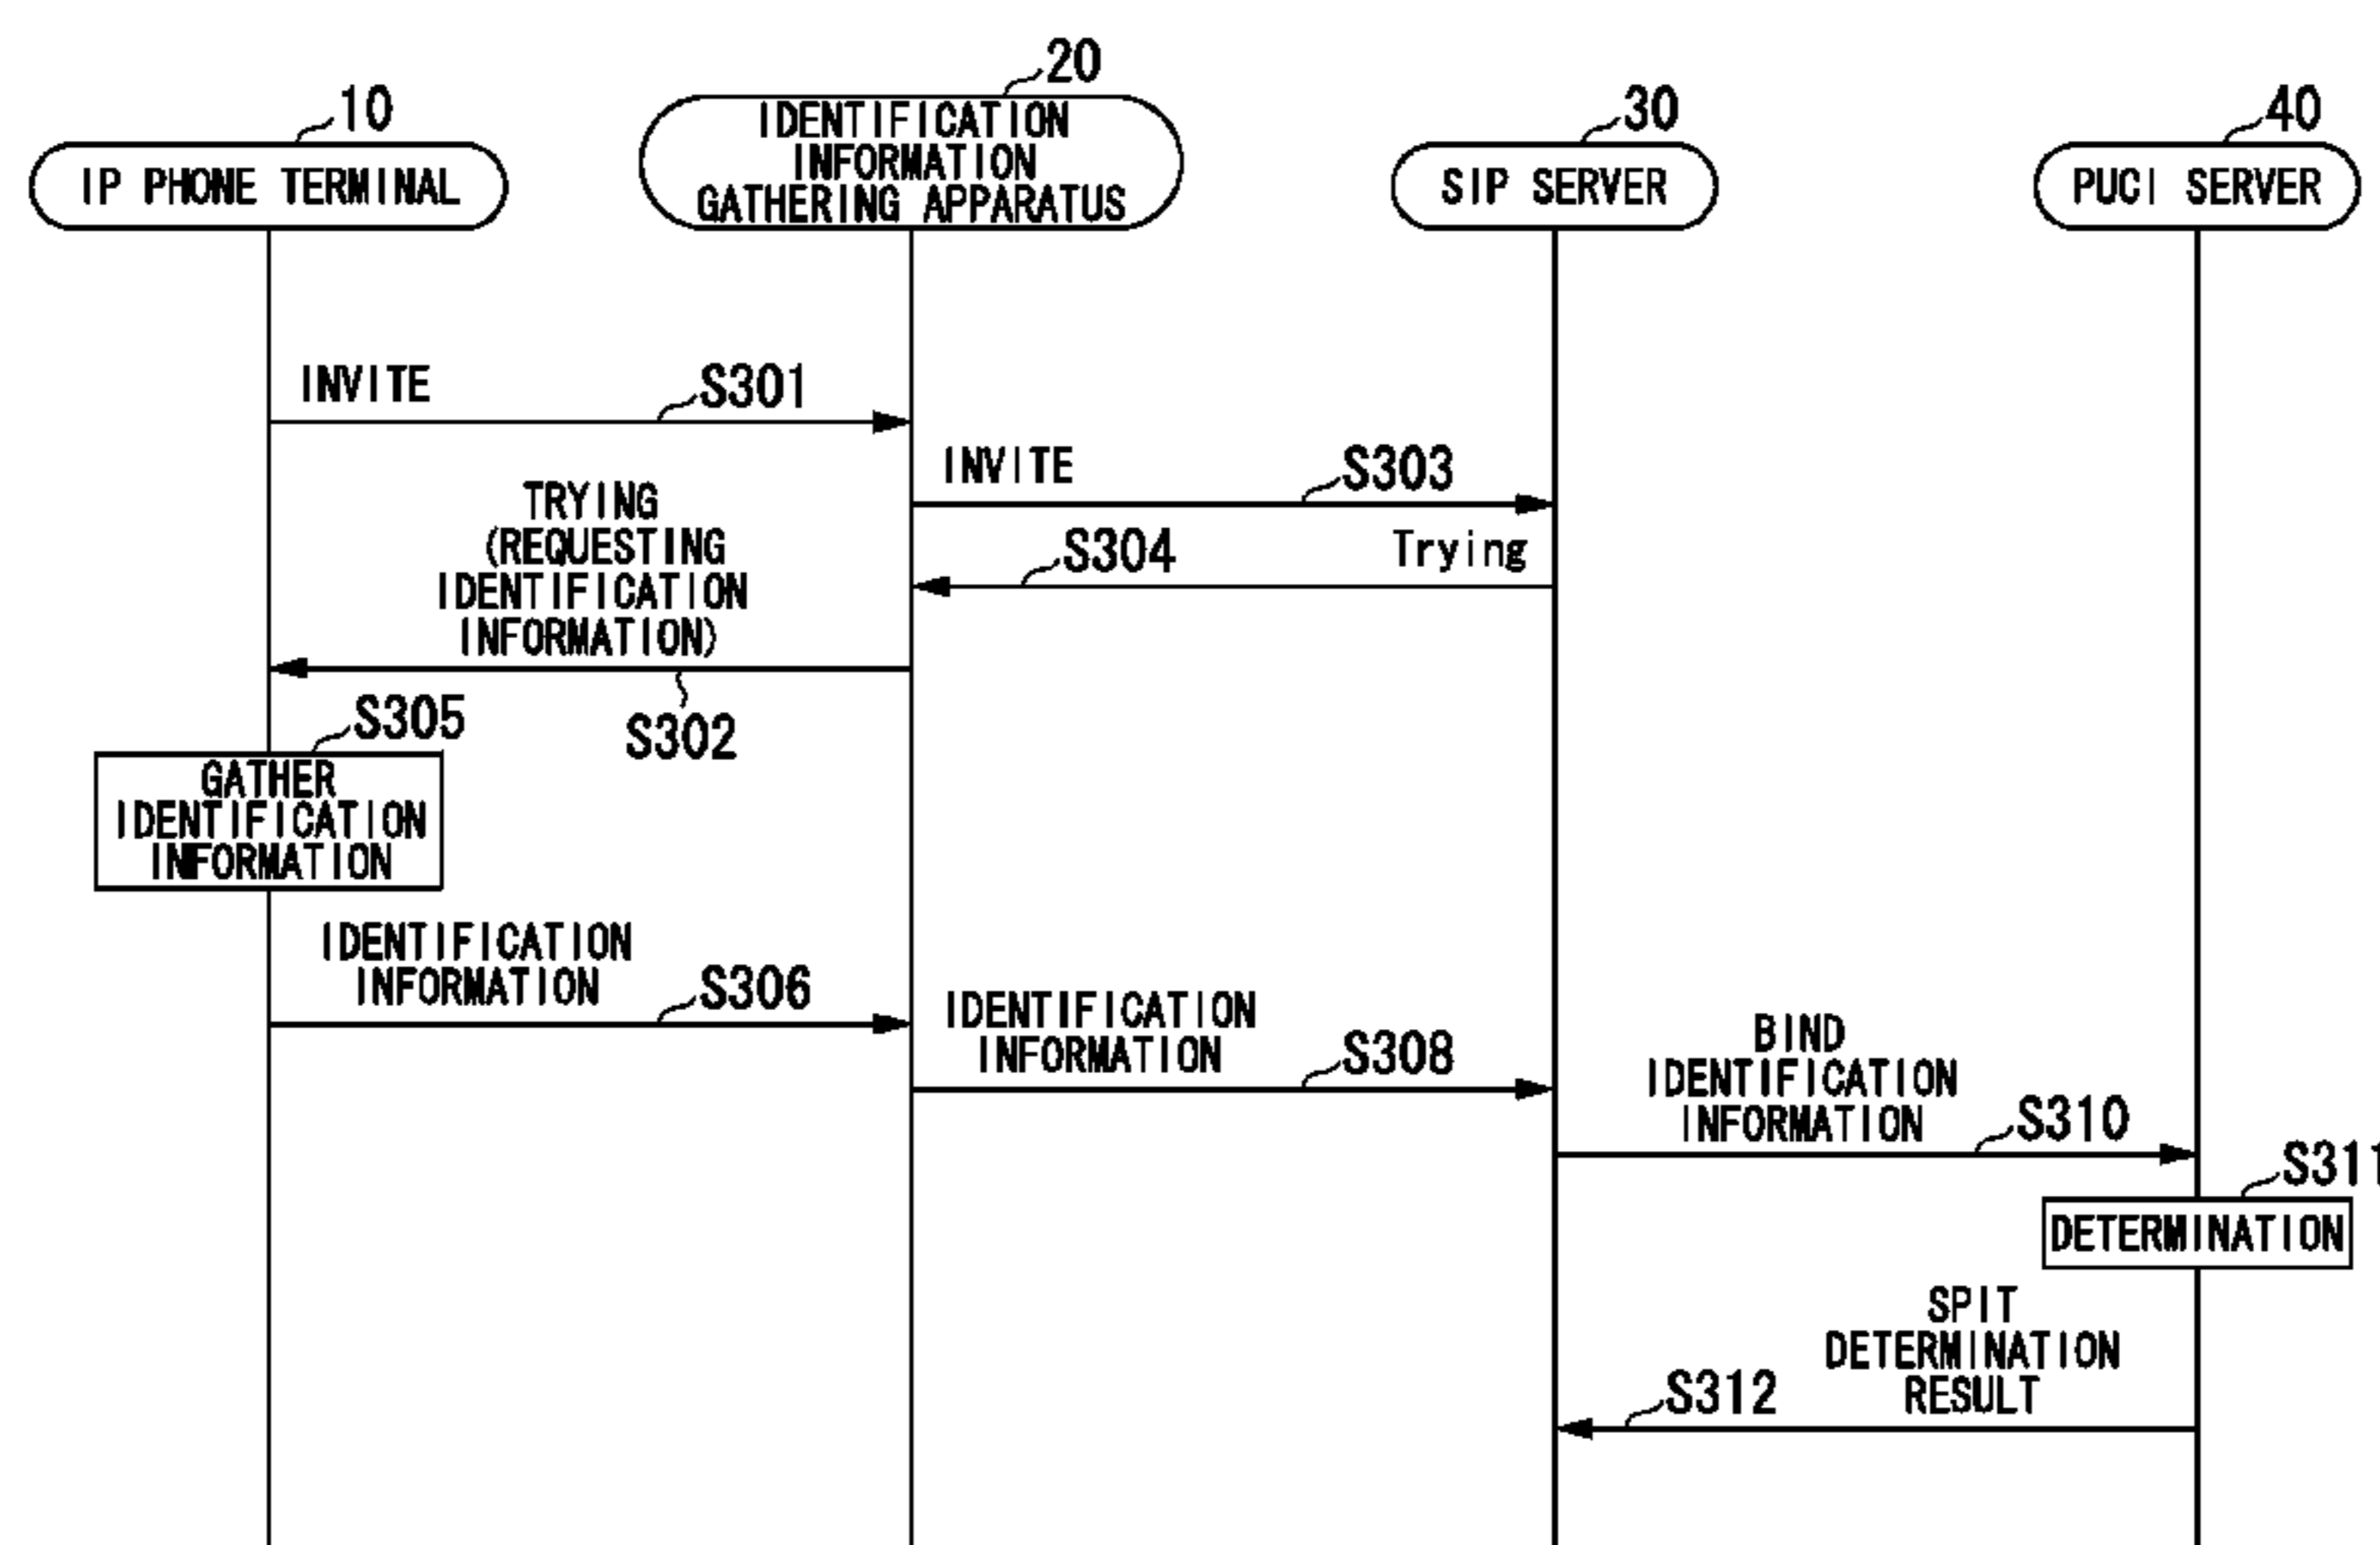 10
IP PHONE TERMINAL
20
IDENTIFICATION
INFORMATION
GATHERING APPARATUS
30
SIP SERVER
40
PUCI SERVER
INVITE
S301
INVITE
S303
Trying
S304
TRYING
(REQUESTING
IDENTIFICATION
INFORMATION)
S302
S305
GATHER
IDENTIFICATION
INFORMATION
IDENTIFICATION
INFORMATION
S306
IDENTIFICATION
INFORMATION
S308
BIND
IDENTIFICATION
INFORMATION
S310
S311
DETERMINATION
SPIT
DETERMINATION
RESULT
S312